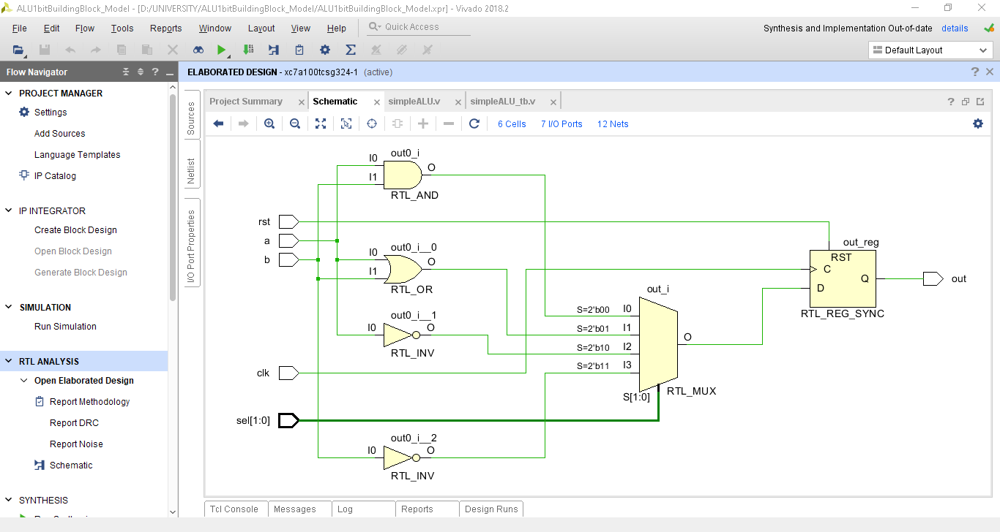 ALU1bitBuildingBlock_Model - [D:/UNIVERSITY/ALU1bitBuildingBlock_Model/ALU1bitBuildingBlock_Model.xpr] - Vivado 2018.2
File Edit Flow Tools Reports Window Layout View Help Quick Access Synthesis and Implementation Out-of-date details
Default Layout
Flow Navigator
ELABORATED DESIGN - xc7a100tcsg324-1 (active)
PROJECT MANAGER
Settings
Add Sources
Language Templates
IP Catalog
IP INTEGRATOR
Create Block Design
Open Block Design
Generate Block Design
SIMULATION
Run Simulation
RTL ANALYSIS
Open Elaborated Design
Report Methodology
Report DRC
Report Noise
Schematic
SYNTHESIS
Sources
Netlist
I/O Port Properties
Project Summary Schematic simpleALU.v simpleALU_tb.v
6 Cells 7 I/O Ports 12 Nets
out0_i
I0
O
I1
RTL_AND
rst
a
b
out0_i__0
I0
O
I1
RTL_OR
out0_i__1
I0
O
RTL_INV
clk
sel[1:0]
out0_i__2
I0
O
RTL_INV
out_i
S=2'b00 I0
S=2'b01 I1
S=2'b10 I2
S=2'b11 I3
O
S[1:0]
RTL_MUX
out_reg
RST
C
Q
D
RTL_REG_SYNC
out
Tcl Console Messages Log Reports Design Runs